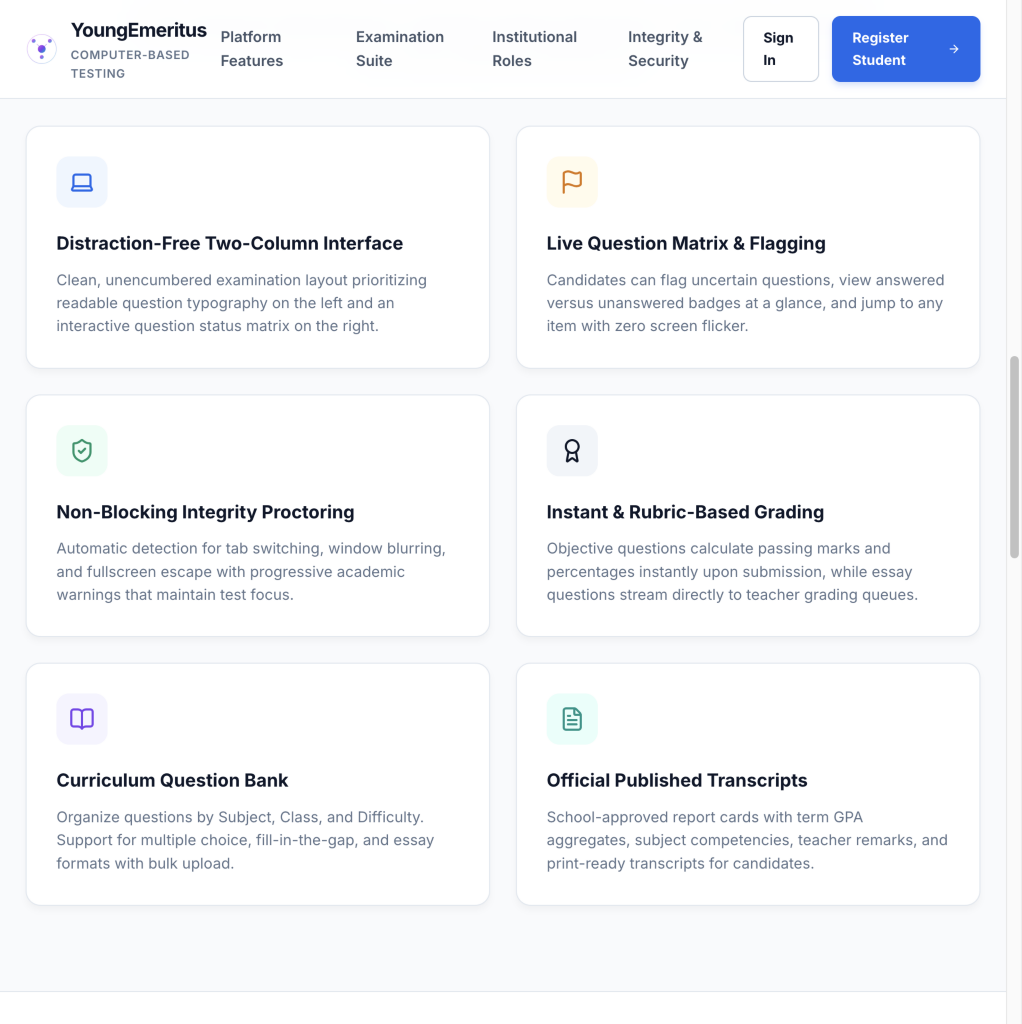 YoungEmeritus
COMPUTER-BASED
TESTING
Platform
Features
Examination
Suite
Institutional
Roles
Integrity &
Security
Sign
In
Register
Student
Distraction-Free Two-Column Interface
Clean, unencumbered examination layout prioritizing
readable question typography on the left and an
interactive question status matrix on the right.
Live Question Matrix & Flagging
Candidates can flag uncertain questions, view answered
versus unanswered badges at a glance, and jump to any
item with zero screen flicker.
Non-Blocking Integrity Proctoring
Automatic detection for tab switching, window blurring,
and fullscreen escape with progressive academic
warnings that maintain test focus.
Instant & Rubric-Based Grading
Objective questions calculate passing marks and
percentages instantly upon submission, while essay
questions stream directly to teacher grading queues.
Curriculum Question Bank
Organize questions by Subject, Class, and Difficulty.
Support for multiple choice, fill-in-the-gap, and essay
formats with bulk upload.
Official Published Transcripts
School-approved report cards with term GPA
aggregates, subject competencies, teacher remarks, and
print-ready transcripts for candidates.